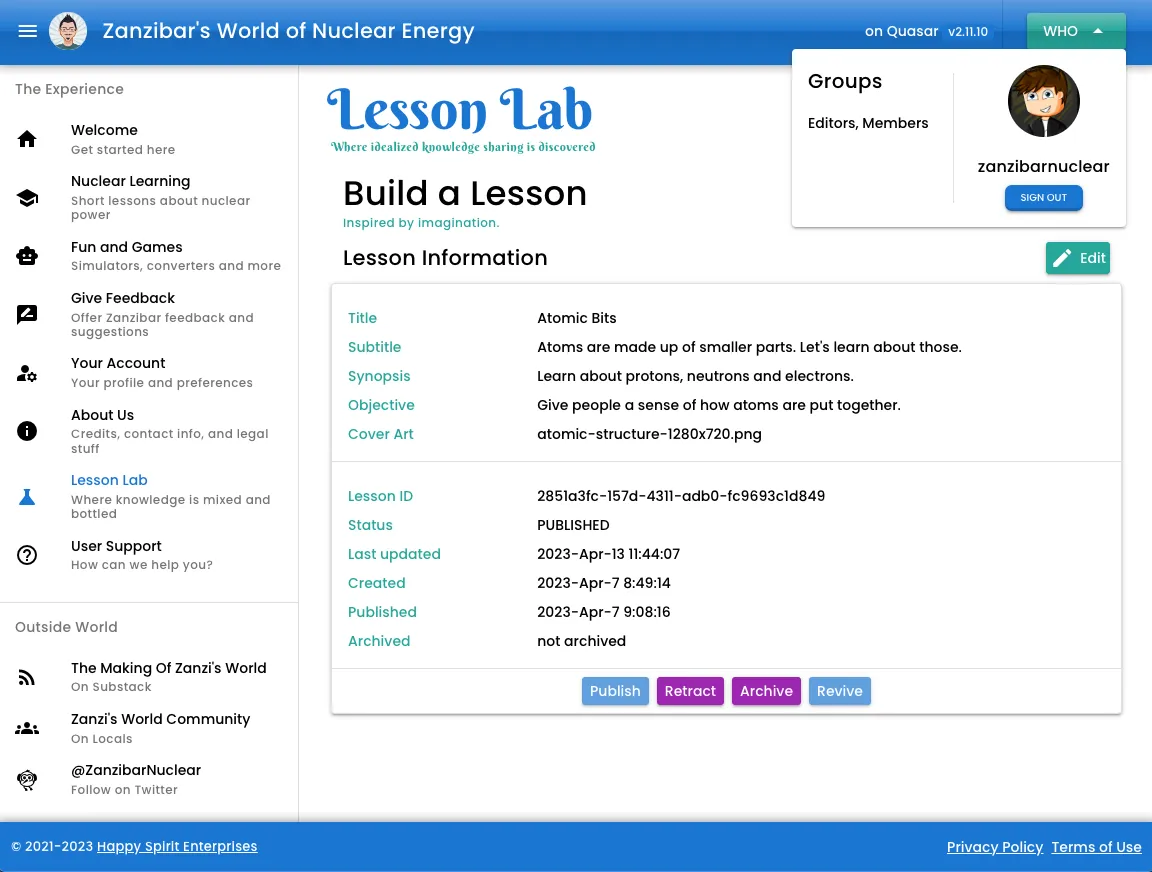 Zanzibar's World of Nuclear Energy
on Quasar v2.11.10
WHO
Groups
Editors, Members
zanzibarnuclear
SIGN OUT
The Experience
Welcome
Get started here
Nuclear Learning
Short lessons about nuclear
power
Fun and Games
Simulators, converters and more
Give Feedback
Offer Zanzibar feedback and
suggestions
Your Account
Your profile and preferences
About Us
Credits, contact info, and legal
stuff
Lesson Lab
Where knowledge is mixed and
bottled
User Support
How can we help you?
Outside World
The Making Of Zanzi's World
On Substack
Zanzi's World Community
On Locals
@ZanzibarNuclear
Follow on Twitter
Lesson Lab
Where idealized knowledge sharing is discovered
Build a Lesson
Inspired by imagination.
Lesson Information
Edit
Title Atomic Bits
Subtitle Atoms are made up of smaller parts. Let's learn about those.
Synopsis Learn about protons, neutrons and electrons.
Objective Give people a sense of how atoms are put together.
Cover Art atomic-structure-1280x720.png
Lesson ID 2851a3fc-157d-4311-adb0-fc9693c1d849
Status PUBLISHED
Last updated 2023-Apr-13 11:44:07
Created 2023-Apr-7 8:49:14
Published 2023-Apr-7 9:08:16
Archived not archived
Publish Retract Archive Revive
© 2021-2023 Happy Spirit Enterprises
Privacy Policy Terms of Use